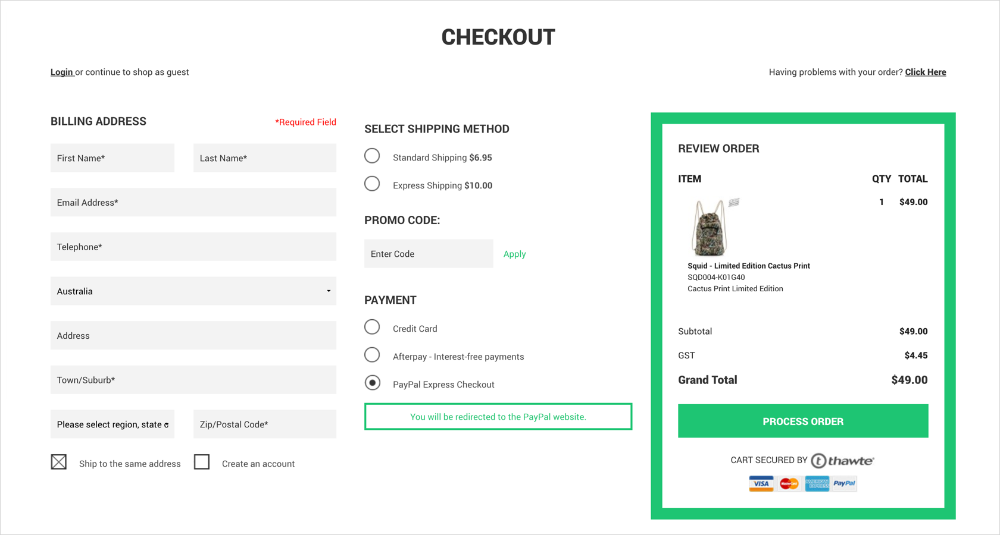 CHECKOUT
Login or continue to shop as guest
Having problems with your order? Click Here
BILLING ADDRESS
*Required Field
First Name*
Last Name*
Email Address*
Telephone*
Australia
Address
Town/Suburb*
Please select region, state
Zip/Postal Code*
Ship to the same address
Create an account
SELECT SHIPPING METHOD
Standard Shipping $6.95
Express Shipping $10.00
PROMO CODE:
Enter Code
Apply
PAYMENT
Credit Card
Afterpay - Interest-free payments
PayPal Express Checkout
You will be redirected to the PayPal website.
REVIEW ORDER
ITEM QTY TOTAL
1 $49.00
Squid - Limited Edition Cactus Print
SQD004-K01G40
Cactus Print Limited Edition
Subtotal $49.00
GST $4.45
Grand Total $49.00
PROCESS ORDER
CART SECURED BY thawte
VISA MasterCard AMERICAN EXPRESS PayPal